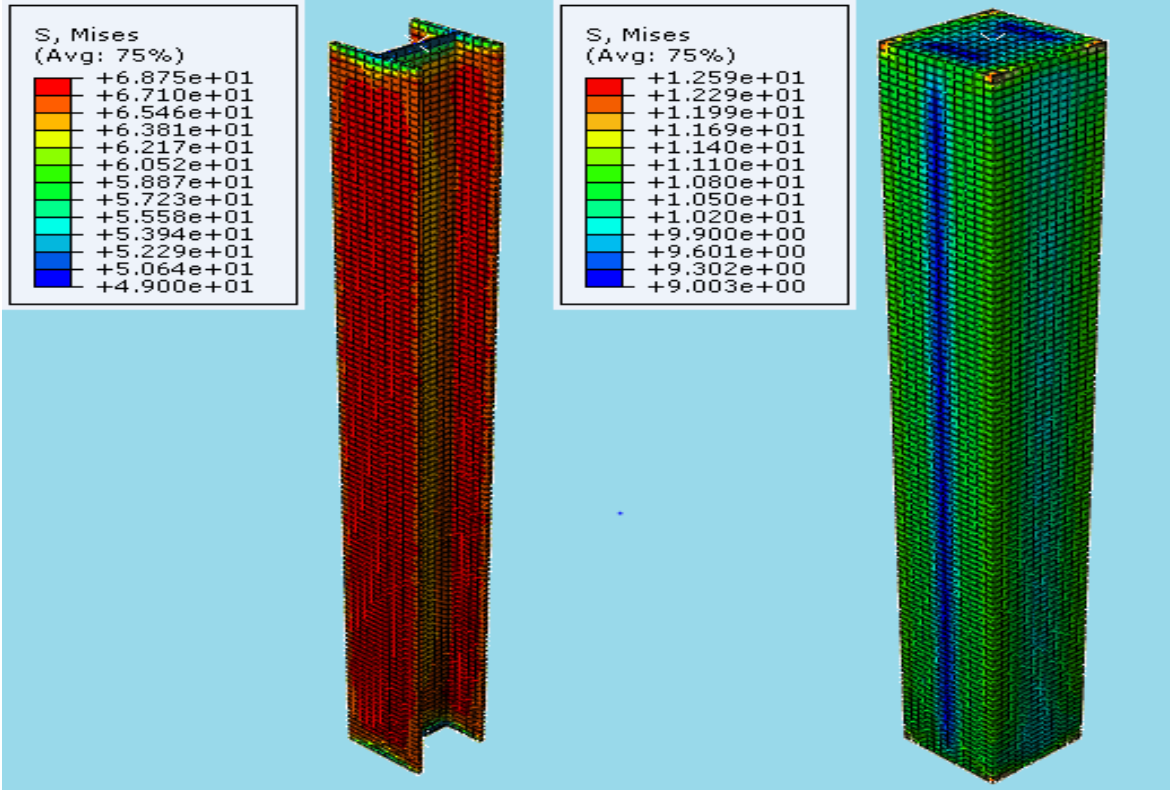 S, Mises
(Avg: 75%)
+6.875e+01
+6.710e+01
+6.546e+01
+6.381e+01
+6.217e+01
+6.052e+01
+5.887e+01
+5.723e+01
+5.558e+01
+5.394e+01
+5.229e+01
+5.064e+01
+4.900e+01
S, Mises
(Avg: 75%)
+1.259e+01
+1.229e+01
+1.199e+01
+1.169e+01
+1.140e+01
+1.110e+01
+1.080e+01
+1.050e+01
+1.020e+01
+9.900e+00
+9.601e+00
+9.302e+00
+9.003e+00